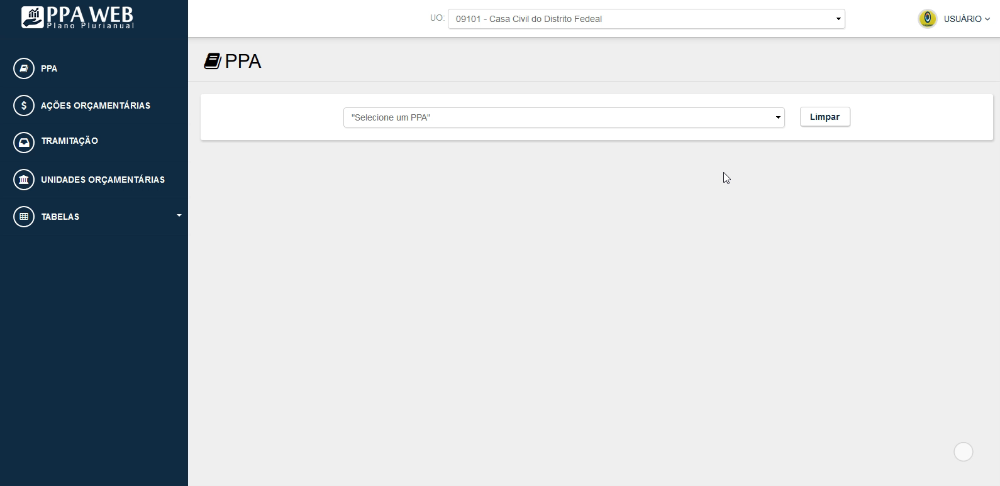 PPA WEB
Plano Plurianual
UO: 09101 - Casa Civil do Distrito Fedeal
USUÁRIO
PPA
AÇÕES ORÇAMENTÁRIAS
TRAMITAÇÃO
UNIDADES ORÇAMENTÁRIAS
TABELAS
PPA
"Selecione um PPA"
Limpar